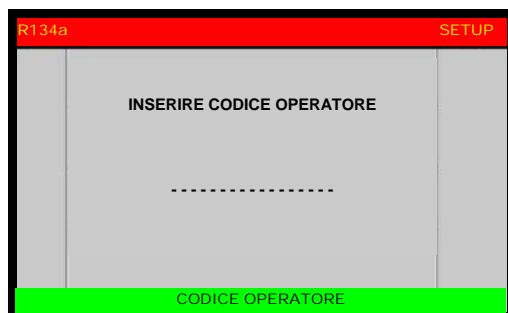 R134a SETUP
INSERIRE CODICE OPERATORE
- - - - - - - - - - - - - - - - -
CODICE OPERATORE